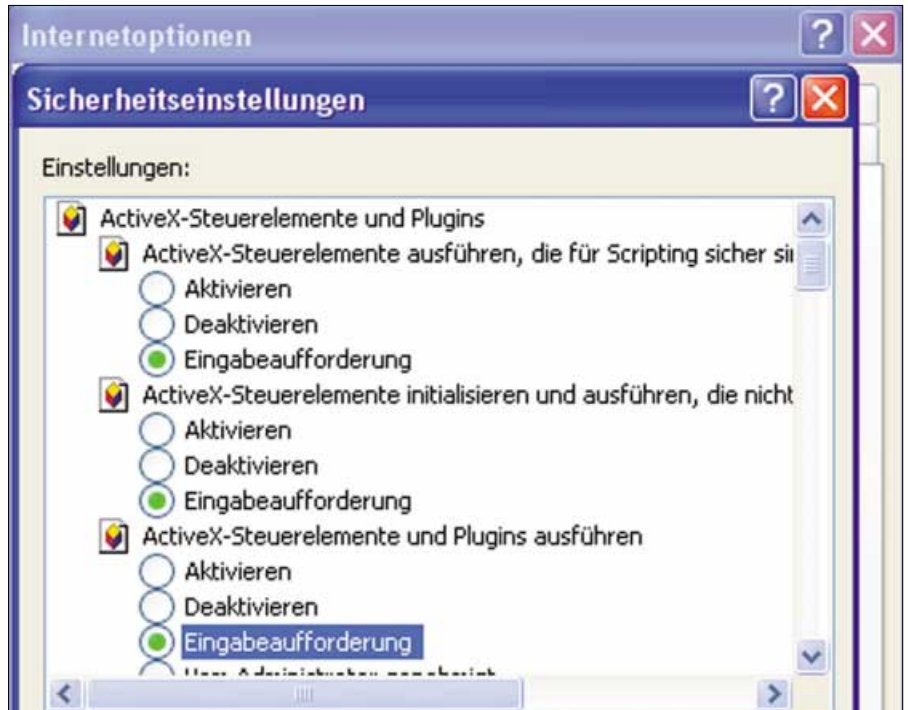 Internetoptionen
Sicherheitseinstellungen
Einstellungen:
ActiveX-Steuerelemente und Plugins
ActiveX-Steuerelemente ausführen, die für Scripting sicher
Aktivieren
Deaktivieren
Eingabeaufforderung
ActiveX-Steuerelemente initialisieren und ausführen, die nicht
Aktivieren
Deaktivieren
Eingabeaufforderung
ActiveX-Steuerelemente und Plugins ausführen
Aktivieren
Deaktivieren
Eingabeaufforderung